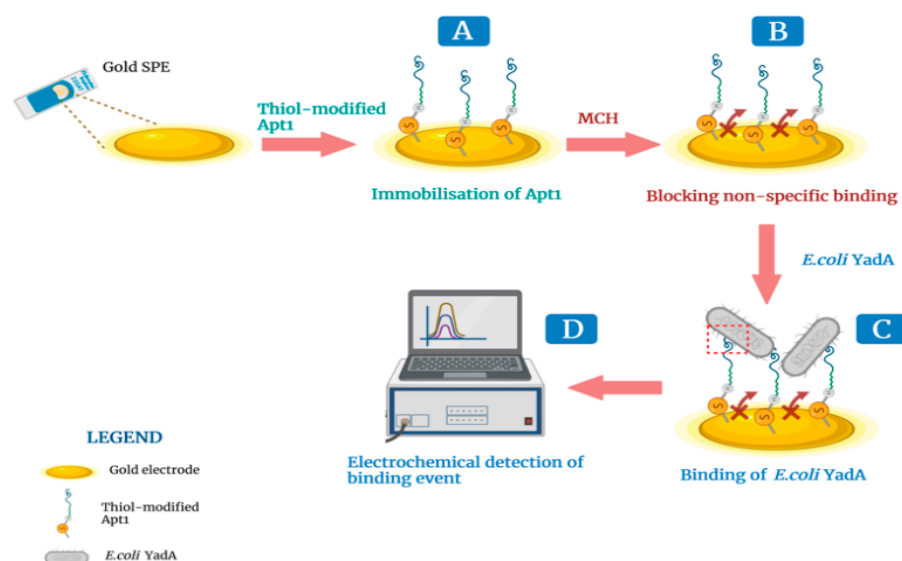 A
B
Gold SPE
Thiol-modified
Apt1
MCH
Immobilisation of Apt1
Blocking non-specific binding
E.coli YadA
D
C
Electrochemical detection of
binding event
Binding of E.coli YadA
LEGEND
Gold electrode
Thiol-modified
Apt1
E.coli YadA
S
S
S
S
S
S
S
S
S
S